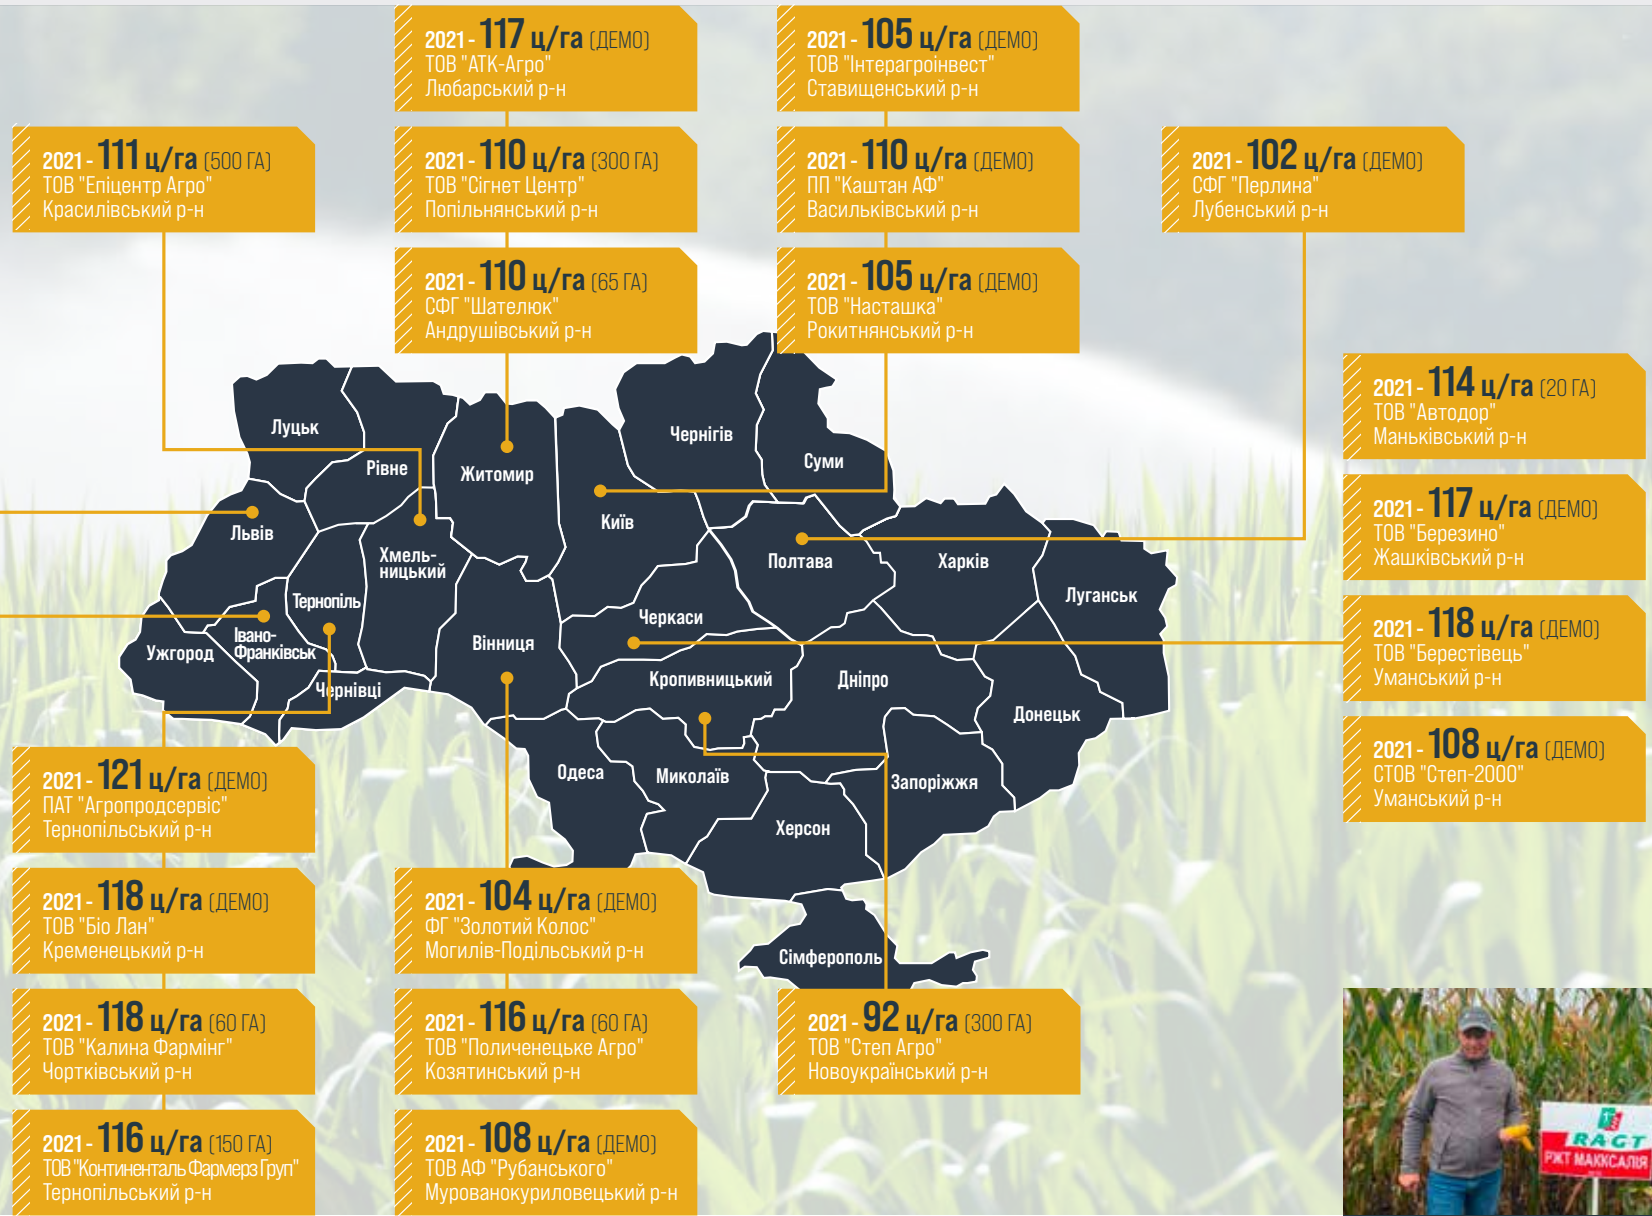 2021 - 117 ц/га (ДЕМО)
ТОВ "АТК-Агро"
Любарський р-н
2021 - 105 ц/га (ДЕМО)
ТОВ "Інтерагроінвест"
Ставищенський р-н
2021 - 111 ц/га (500 ГА)
ТОВ "Епіцентр Агро"
Красилівський р-н
2021 - 110 ц/га (300 ГА)
ТОВ "Сігнет Центр"
Попільнянський р-н
2021 - 110 ц/га (ДЕМО)
ПП "Каштан АФ"
Васильківський р-н
2021 - 102 ц/га (ДЕМО)
СФГ "Перлина"
Лубенський р-н
2021 - 110 ц/га (65 ГА)
СФГ "Шателюк"
Андрушівський р-н
2021 - 105 ц/га (ДЕМО)
ТОВ "Насташка"
Рокитнянський р-н
2021 - 114 ц/га (20 ГА)
ТОВ "Автодор"
Маньківський р-н
2021 - 117 ц/га (ДЕМО)
ТОВ "Березино"
Жашківський р-н
2021 - 118 ц/га (ДЕМО)
ТОВ "Берестівець"
Уманський р-н
2021 - 108 ц/га (ДЕМО)
СТОВ "Степ-2000"
Уманський р-н
Луцьк
Рівне
Житомир
Чернігів
Суми
Львів
Київ
Хмель-
ницький
Полтава
Харків
Луганськ
Тернопіль
Черкаси
Івано-
Франківськ
Ужгород
Вінниця
Чернівці
Кропивницький
Дніпро
Донецьк
Одеса
Миколаїв
Запоріжжя
Херсон
Сімферополь
2021 - 121 ц/га (ДЕМО)
ПАТ "Агропродсервіс"
Тернопільський р-н
2021 - 118 ц/га (ДЕМО)
ТОВ "Біо Лан"
Кременецький р-н
2021 - 118 ц/га (60 ГА)
ТОВ "Калина Фармінг"
Чортківський р-н
2021 - 116 ц/га (150 ГА)
ТОВ "Континенталь Фармерз Груп"
Тернопільський р-н
2021 - 104 ц/га (ДЕМО)
ФГ "Золотий Колос"
Могилів-Подільський р-н
2021 - 116 ц/га (60 ГА)
ТОВ "Поличенецьке Агро"
Козятинський р-н
2021 - 108 ц/га (ДЕМО)
ТОВ АФ "Рубанського"
Мурованокуриловецький р-н
2021 - 92 ц/га (300 ГА)
ТОВ "Степ Агро"
Новоукраїнський р-н
RAGT
РЖТ МАККСАЛІЯ